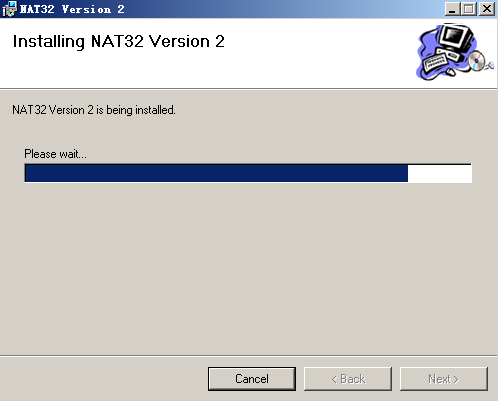 NAT32 Version 2
Installing NAT32 Version 2
NAT32 Version 2 is being installed.
Please wait...
Cancel
< Back
Next >